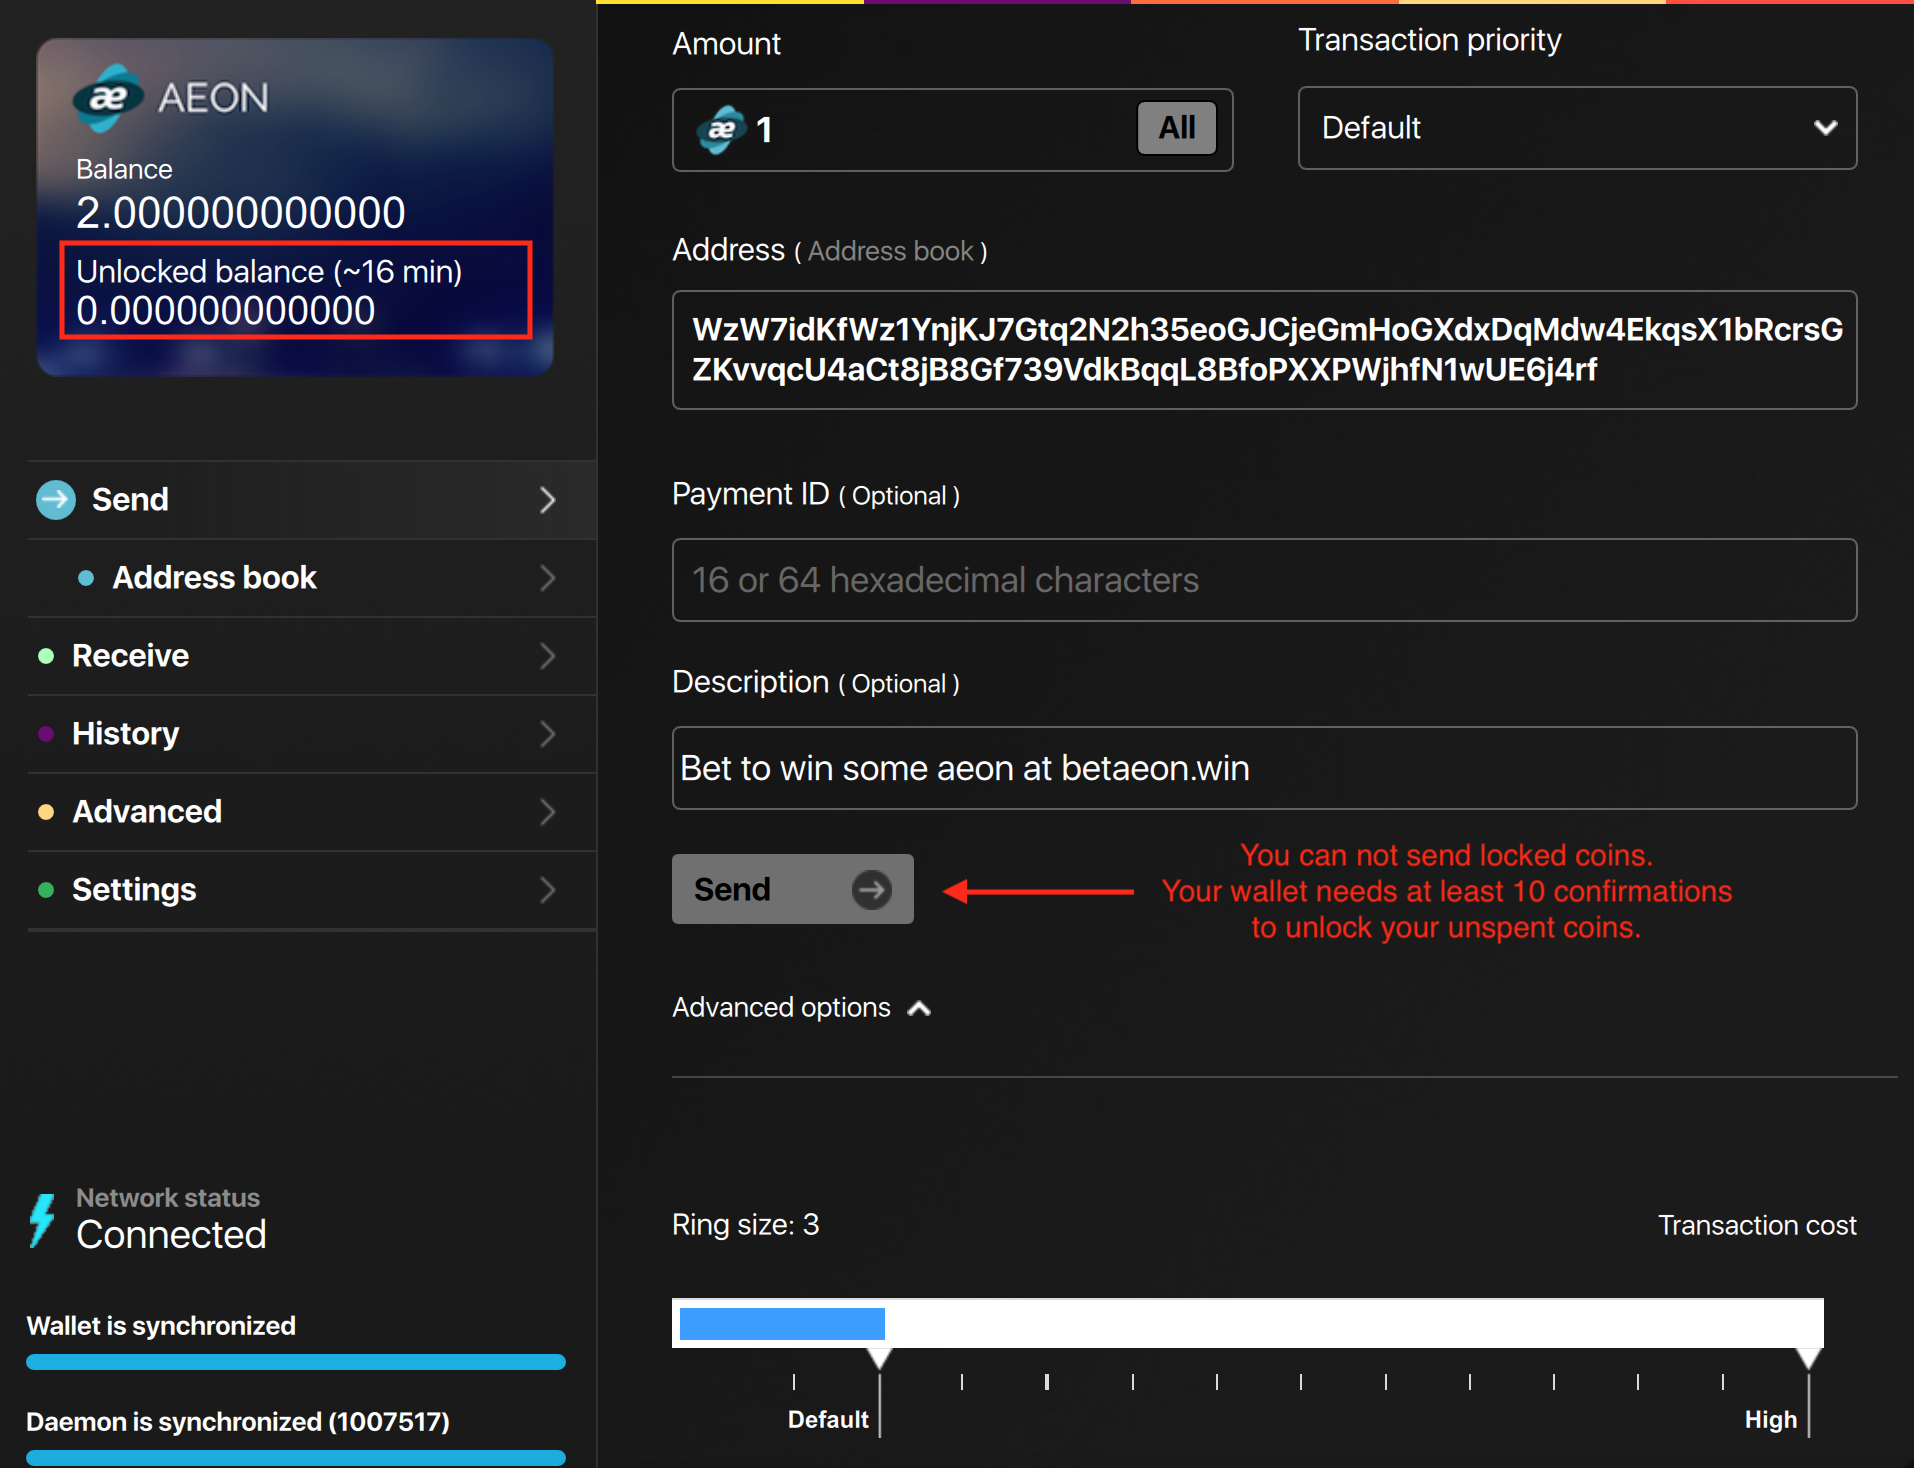 æ AEON
Balance
2.000000000000
Unlocked balance (~16 min)
0.000000000000
Send
Address book
Receive
History
Advanced
Settings
Network status
Connected
Wallet is synchronized
Daemon is synchronized (1007517)
Amount
æ 1
All
Transaction priority
Default
Address ( Address book )
WzW7idKfWz1YnjKJ7Gtq2N2h35eoGJCjeGmHoGXdxDqMdw4EkqsX1bRcrsG
ZKvvqcU4aCt8jB8Gf739VdkBqqL8BfoPXXPWjhfN1wUE6j4rf
Payment ID ( Optional )
16 or 64 hexadecimal characters
Description ( Optional )
Bet to win some aeon at betaeon.win
Send
You can not send locked coins.
Your wallet needs at least 10 confirmations
to unlock your unspent coins.
Advanced options
Ring size: 3
Transaction cost
Default
High